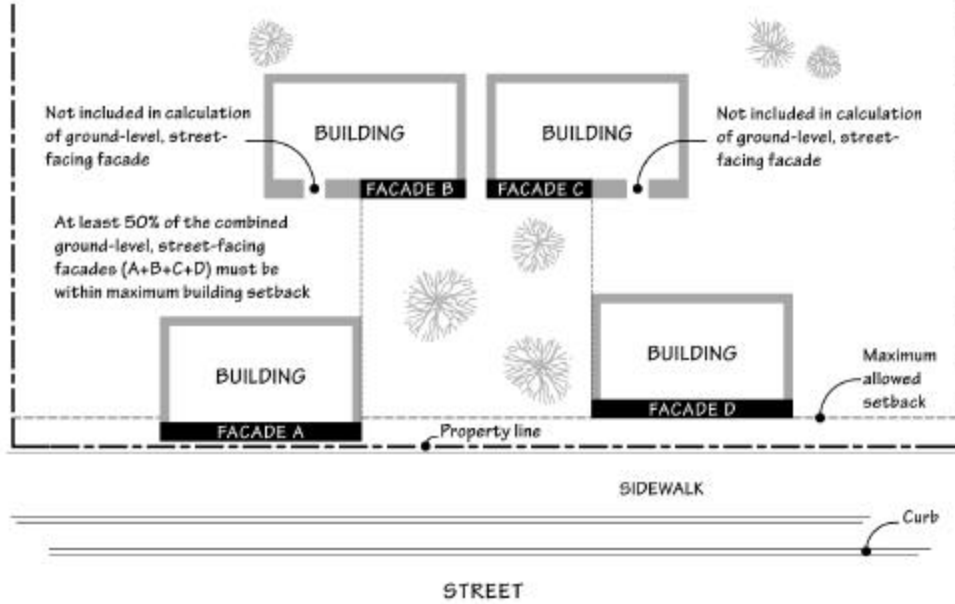 Not included in calculation
of ground-level, street-
facing facade
BUILDING
BUILDING
Not included in calculation
of ground-level, street-
facing facade
FACADE B
FACADE C
At least 50% of the combined
ground-level, street-facing
facades (A+B+C+D) must be
within maximum building setback
BUILDING
BUILDING
Maximum
allowed
setback
FACADE D
FACADE A
Property line
SIDEWALK
Curb
STREET